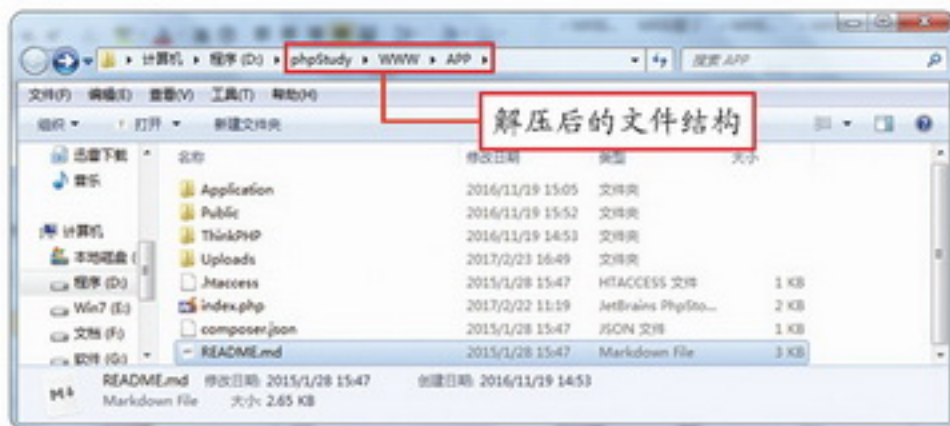 计算机 ▸ 程序 (D:) ▸ phpStudy ▸ WWW ▸ APP ▸ 搜索 APP
文件(F) 编辑(E) 查看(V) 工具(T) 帮助(H)
组织 打开 新建文件夹
解压后的文件结构
名称 修改日期 类型 大小
迅雷下载
音乐
计算机
本地磁盘 (
程序 (D:)
Win7 (E:)
文档 (F:)
软件 (G:)
Application 2016/11/19 15:05 文件夹
Public 2016/11/19 15:52 文件夹
ThinkPHP 2016/11/19 14:53 文件夹
Uploads 2017/2/23 16:49 文件夹
.htaccess 2015/1/28 15:47 HTACCESS 文件 1 KB
index.php 2017/2/22 11:19 JetBrains PhpSto... 2 KB
composer.json 2015/1/28 15:47 JSON 文件 1 KB
README.md 2015/1/28 15:47 Markdown File 3 KB
README.md 修改日期: 2015/1/28 15:47 创建日期: 2016/11/19 14:53
Markdown File 大小: 2.65 KB